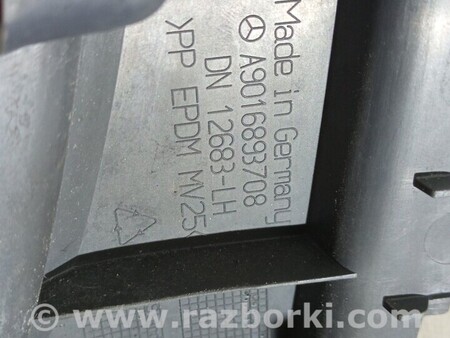 Made in Germany
A9016893708
DN 12683-LH
>PP EPDM MV25<
www.razborki.com